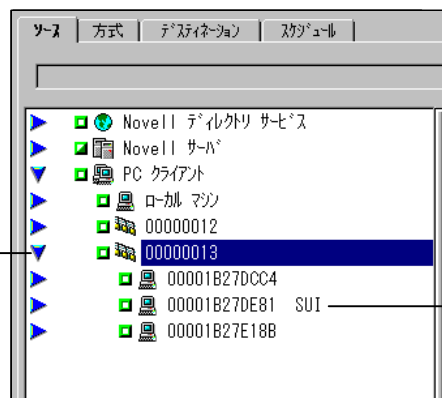 ソース 方式 デスティネーション スケジュール
Novell ディレクトリ サービス
Novell サーバ
PC クライアント
ローカル マシン
00000012
00000013
00001B27DCC4
00001B27DE81 SUI
00001B27E18B